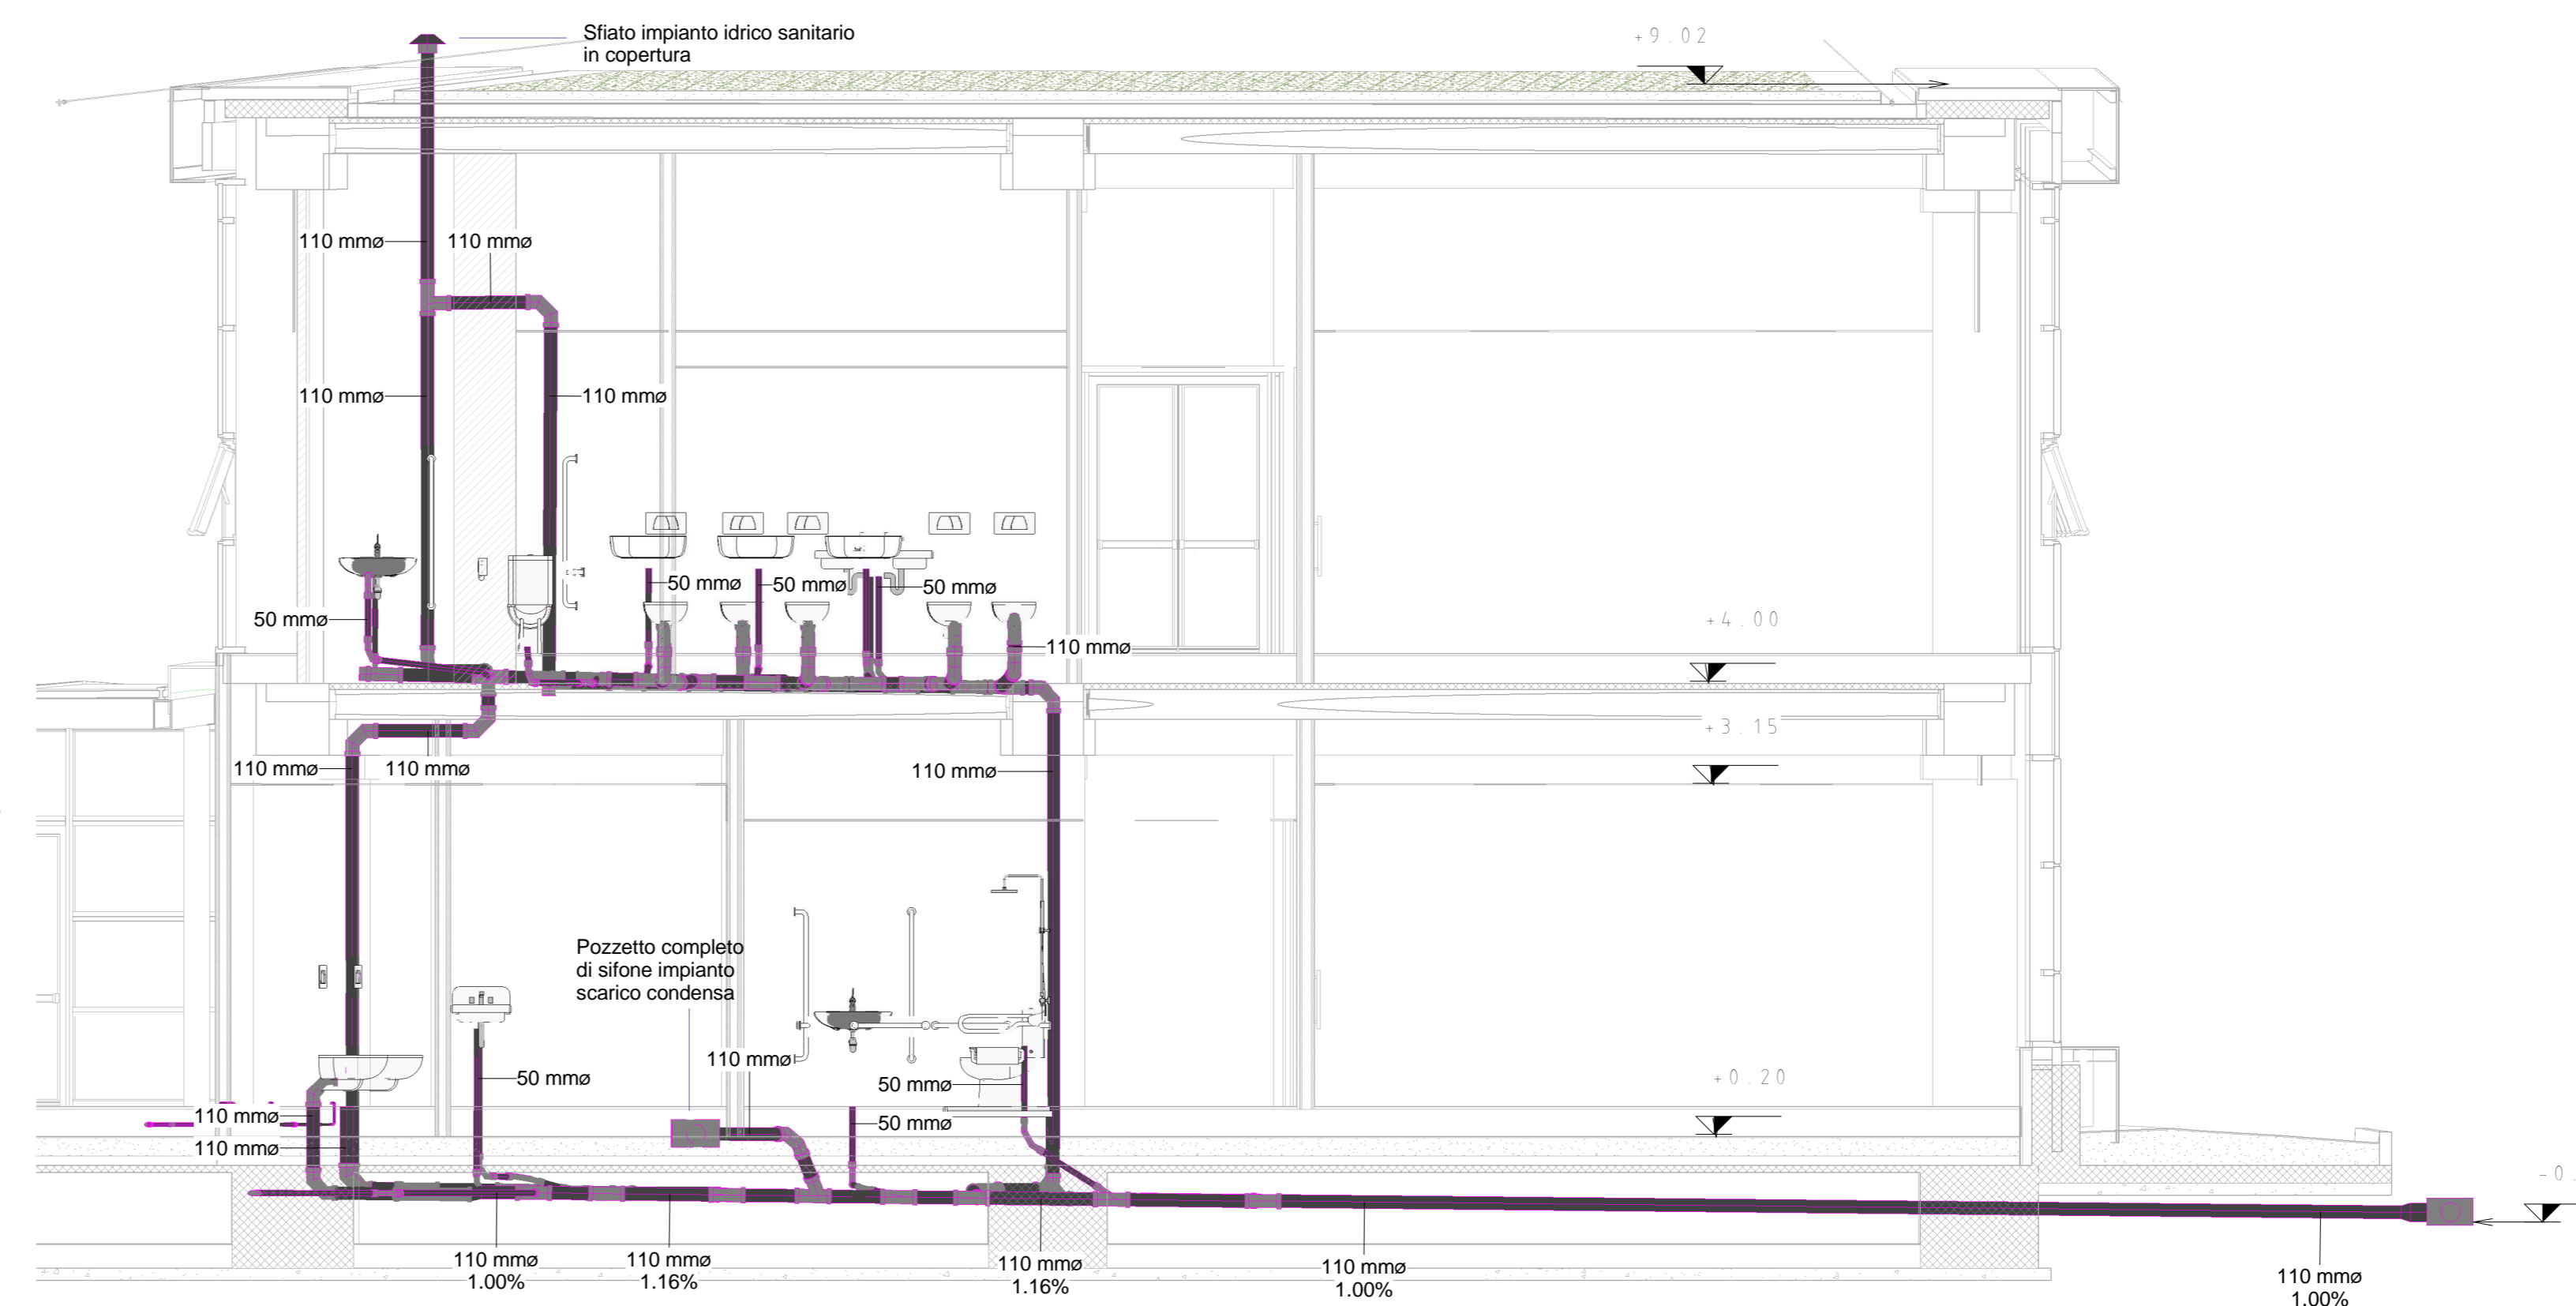 Sfiato impianto idrico sanitario
in copertura
+9.02
110 mmø
110 mmø
110 mmø
110 mmø
50 mmø
50 mmø
50 mmø
50 mmø
110 mmø
+4.00
+3.15
110 mmø
110 mmø
110 mmø
Pozzetto completo
di sifone impianto
scarico condensa
110 mmø
50 mmø
50 mmø
+0.20
110 mmø
50 mmø
110 mmø
110 mmø
1.00%
110 mmø
1.16%
110 mmø
1.16%
110 mmø
1.00%
110 mmø
1.00%